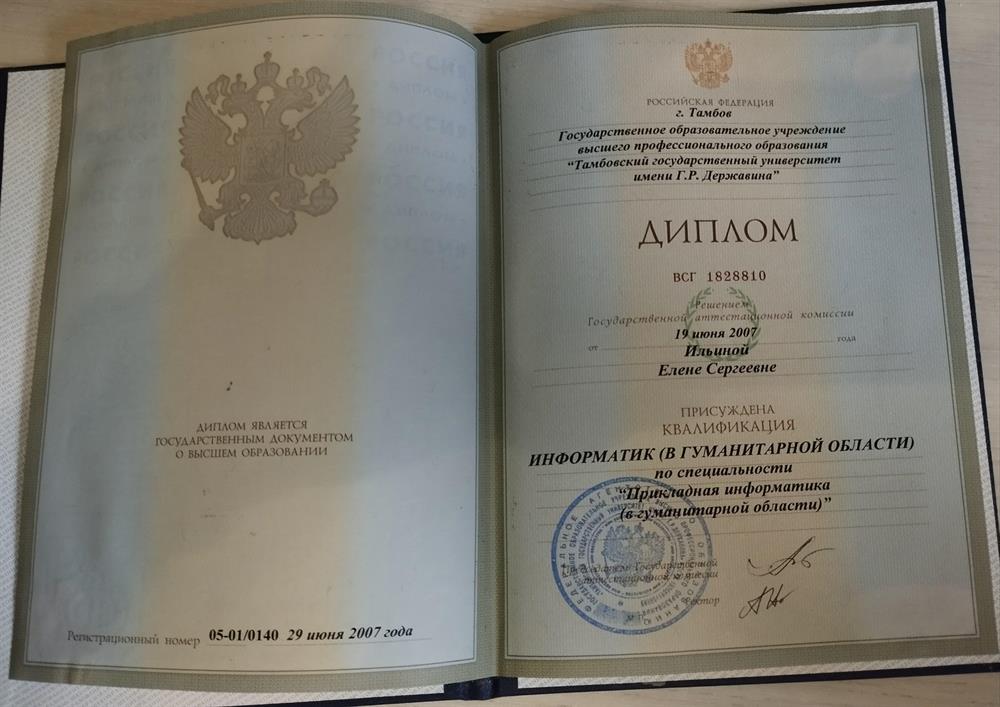 ДИПЛОМ ЯВЛЯЕТСЯ
ГОСУДАРСТВЕННЫМ ДОКУМЕНТОМ
О ВЫСШЕМ ОБРАЗОВАНИИ
Регистрационный номер 05-01/0140 29 июня 2007 года
РОССИЙСКАЯ ФЕДЕРАЦИЯ
г. Тамбов
Государственное образовательное учреждение
высшего профессионального образования
“Тамбовский государственный университет
имени Г.Р. Державина”
ДИПЛОМ
ВСГ 1828810
Решением
Государственной аттестационной комиссии
от 19 июня 2007 года
Ильиной
Елене Сергеевне
ПРИСУЖДЕНА
КВАЛИФИКАЦИЯ
ИНФОРМАТИК (В ГУМАНИТАРНОЙ ОБЛАСТИ)
по специальности
“Прикладная информатика
(в гуманитарной области)”
Председатель Государственной
аттестационной комиссии
Ректор